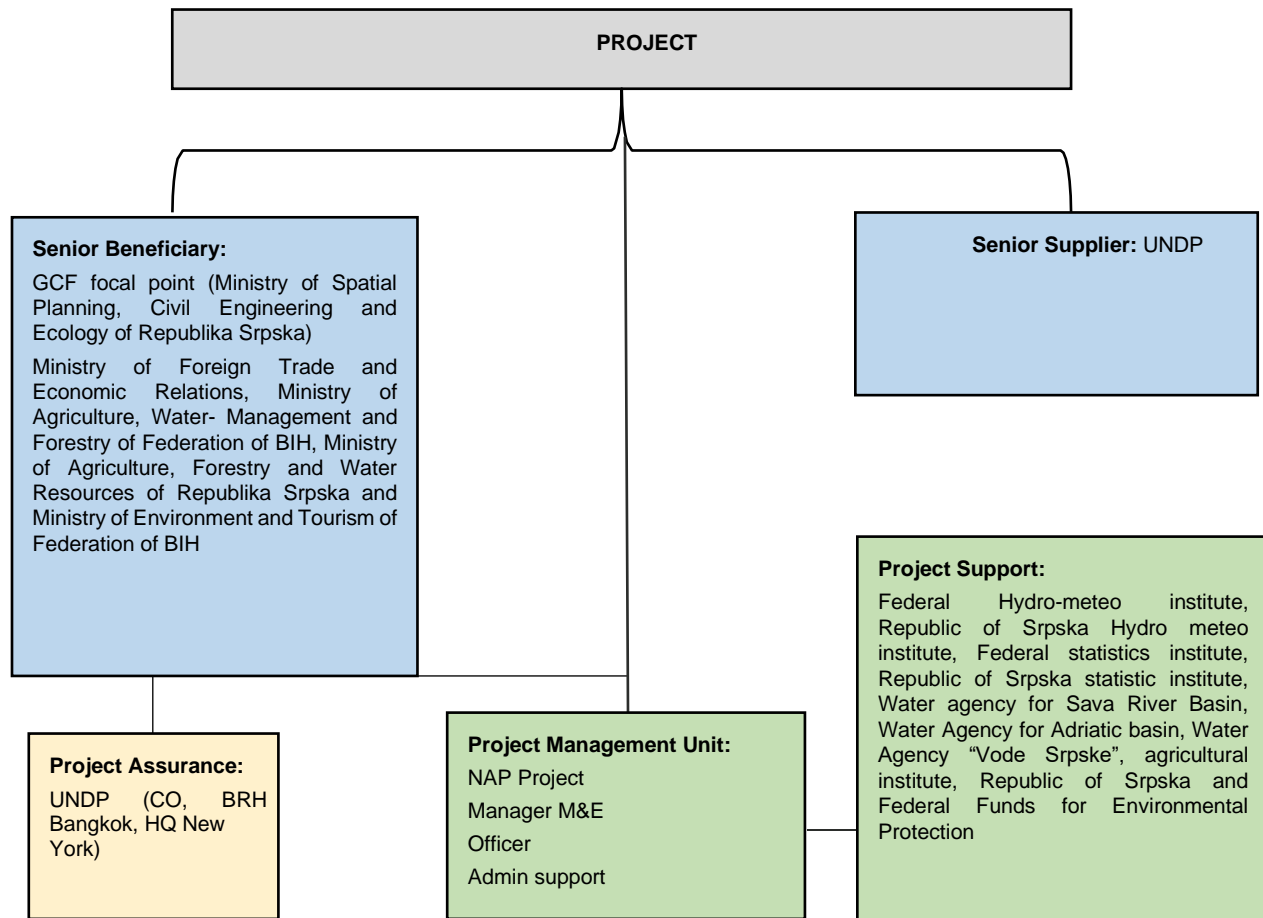 PROJECT
Senior Beneficiary:
GCF focal point (Ministry of Spatial
Planning, Civil Engineering and
Ecology of Republika Srpska)
Ministry of Foreign Trade and
Economic Relations, Ministry of
Agriculture, Water- Management and
Forestry of Federation of BIH, Ministry
of Agriculture, Forestry and Water
Resources of Republika Srpska and
Ministry of Environment and Tourism of
Federation of BIH
Senior Supplier: UNDP
Project Assurance:
UNDP (CO, BRH
Bangkok, HQ New
York)
Project Management Unit:
NAP Project
Manager M&E
Officer
Admin support
Project Support:
Federal Hydro-meteo institute,
Republic of Srpska Hydro meteo
institute, Federal statistics institute,
Republic of Srpska statistic institute,
Water agency for Sava River Basin,
Water Agency for Adriatic basin, Water
Agency “Vode Srpske”, agricultural
institute, Republic of Srpska and
Federal Funds for Environmental
Protection